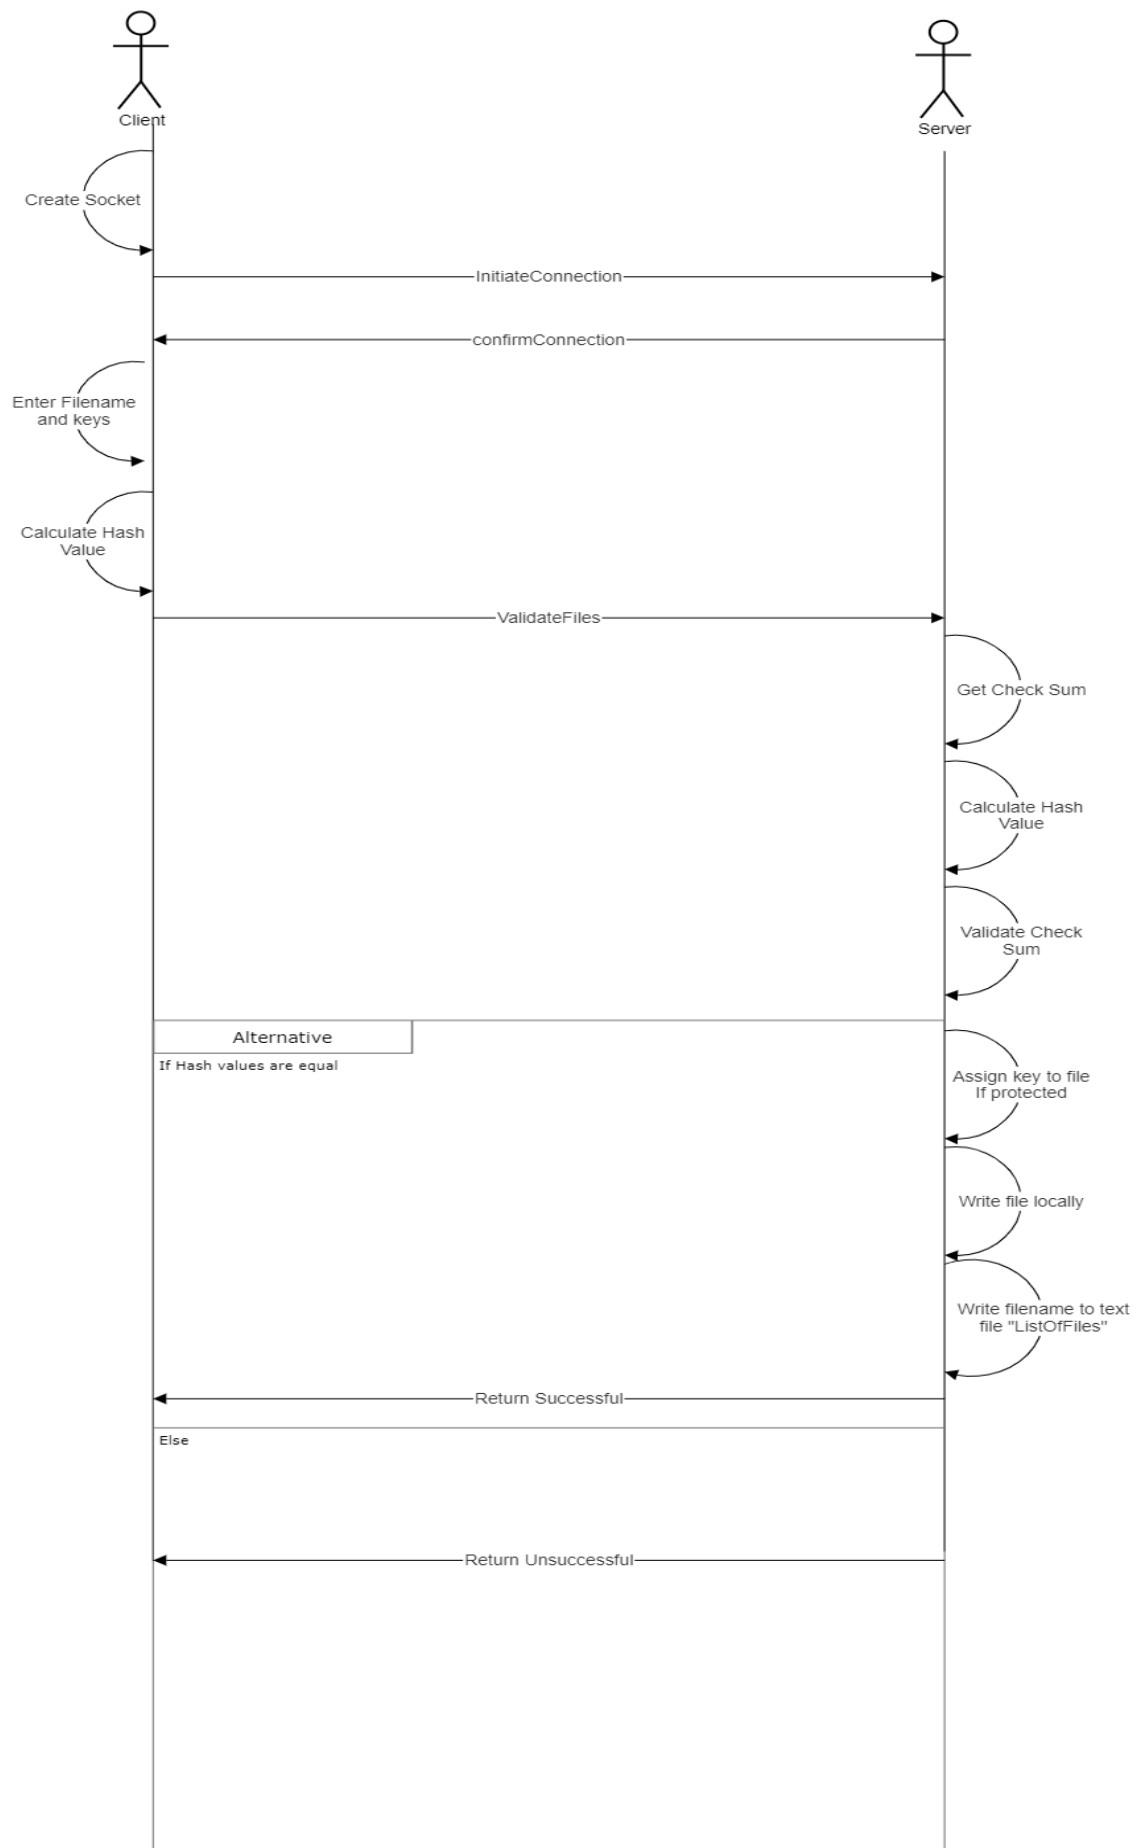 Client
Server
Create Socket
InitiateConnection
confirmConnection
Enter Filename
and keys
Calculate Hash
Value
ValidateFiles
Get Check Sum
Calculate Hash
Value
Validate Check
Sum
Alternative
If Hash values are equal
Assign key to file
If protected
Write file locally
Write filename to text
file "ListOfFiles"
Return Successful
Else
Return Unsuccessful